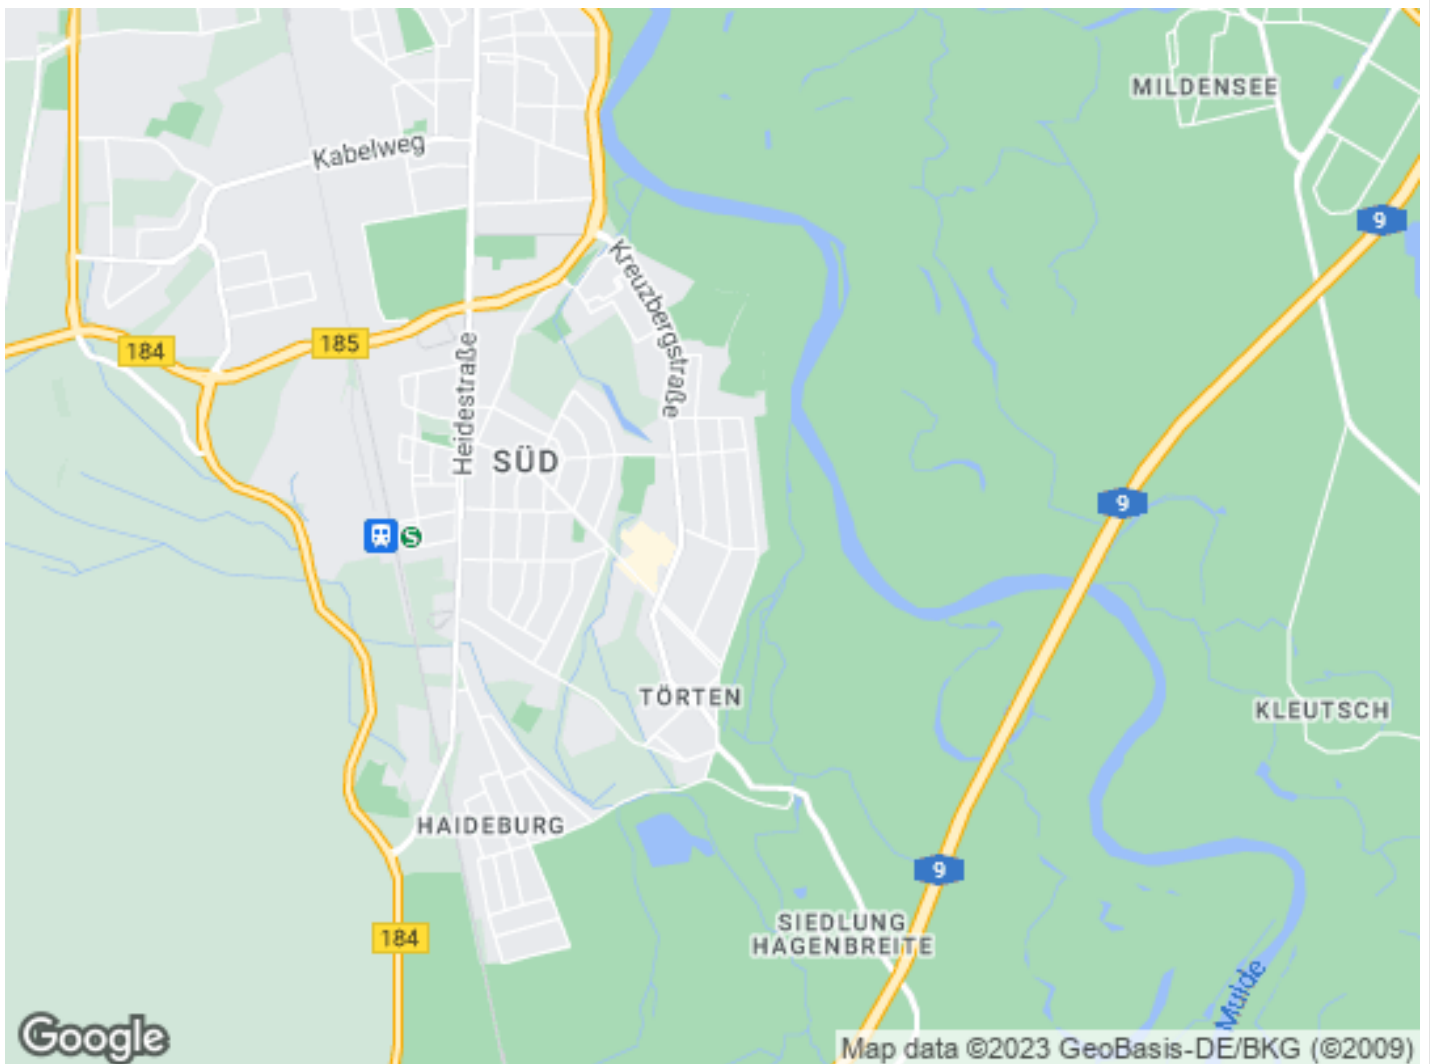 MILDENSEE
Kabelweg
9
Kreuzbergstraße
184
185
Heidestraße
SÜD
9
S
TÖRTEN
KLEUTSCH
HAIDEBURG
9
SIEDLUNG
HAGENBREITE
184
Mulde
Google
Map data ©2023 GeoBasis-DE/BKG (©2009)